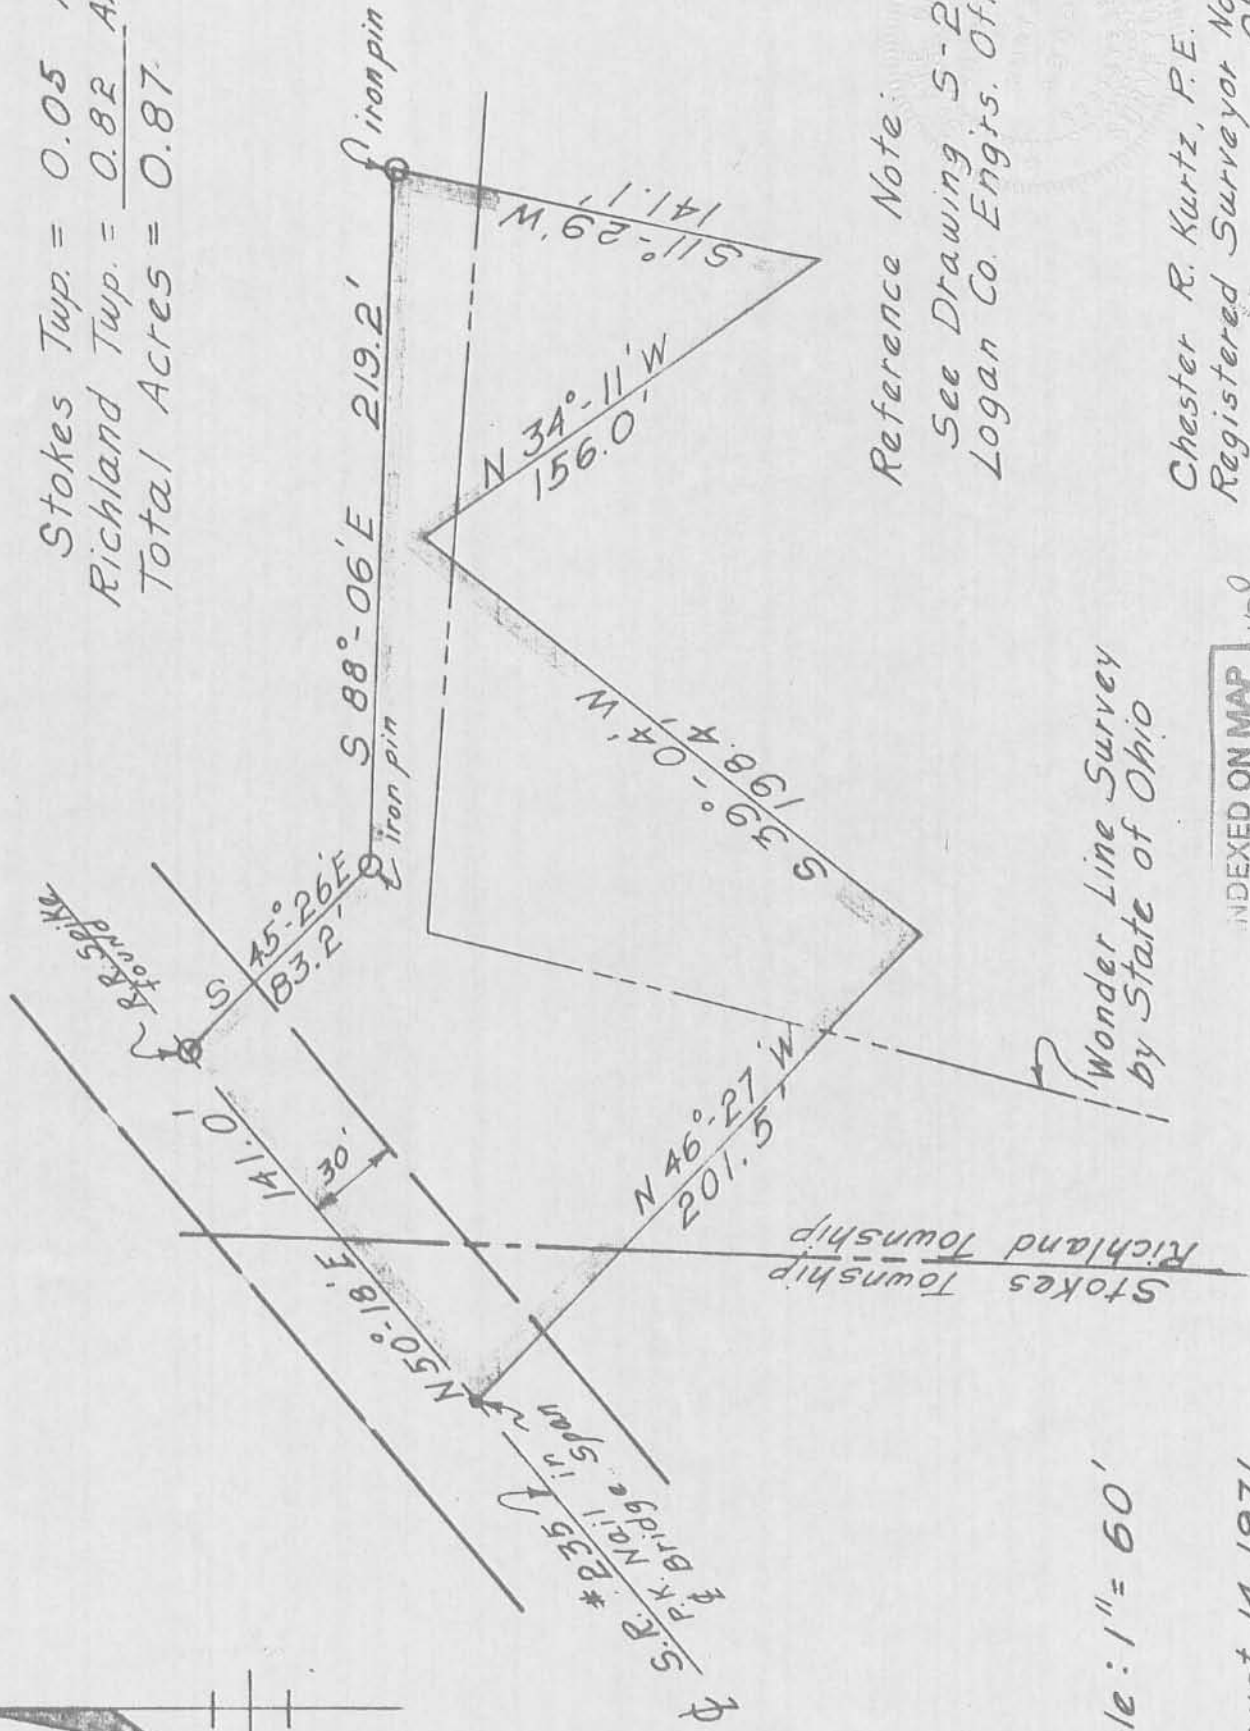 Stokes Twp. = 0.05
Richland Twp. = 0.82
Total Acres = 0.87
R.R. Spike
found
S 45°-26'E
83.2'
iron pin
S 88°-06'E 219.2'
iron pin
S 11°-29'W
141.1'
N 34°-11'W
156.0'
S 39°-04'W
198.4'
N 46°-27'W
201.5'
N 50°-18'E 141.0'
30'
S.R. #235
P.K. Nail in
℄ Bridge Span
℄
Stokes Township
Richland Township
Wonder Line Survey
by State of Ohio
Reference Note:
See Drawing S-2
Logan Co. Engrs. Of
Chester R. Kurtz, P.E.
Registered Surveyor No
INDEXED ON MAP
le: 1" = 60'